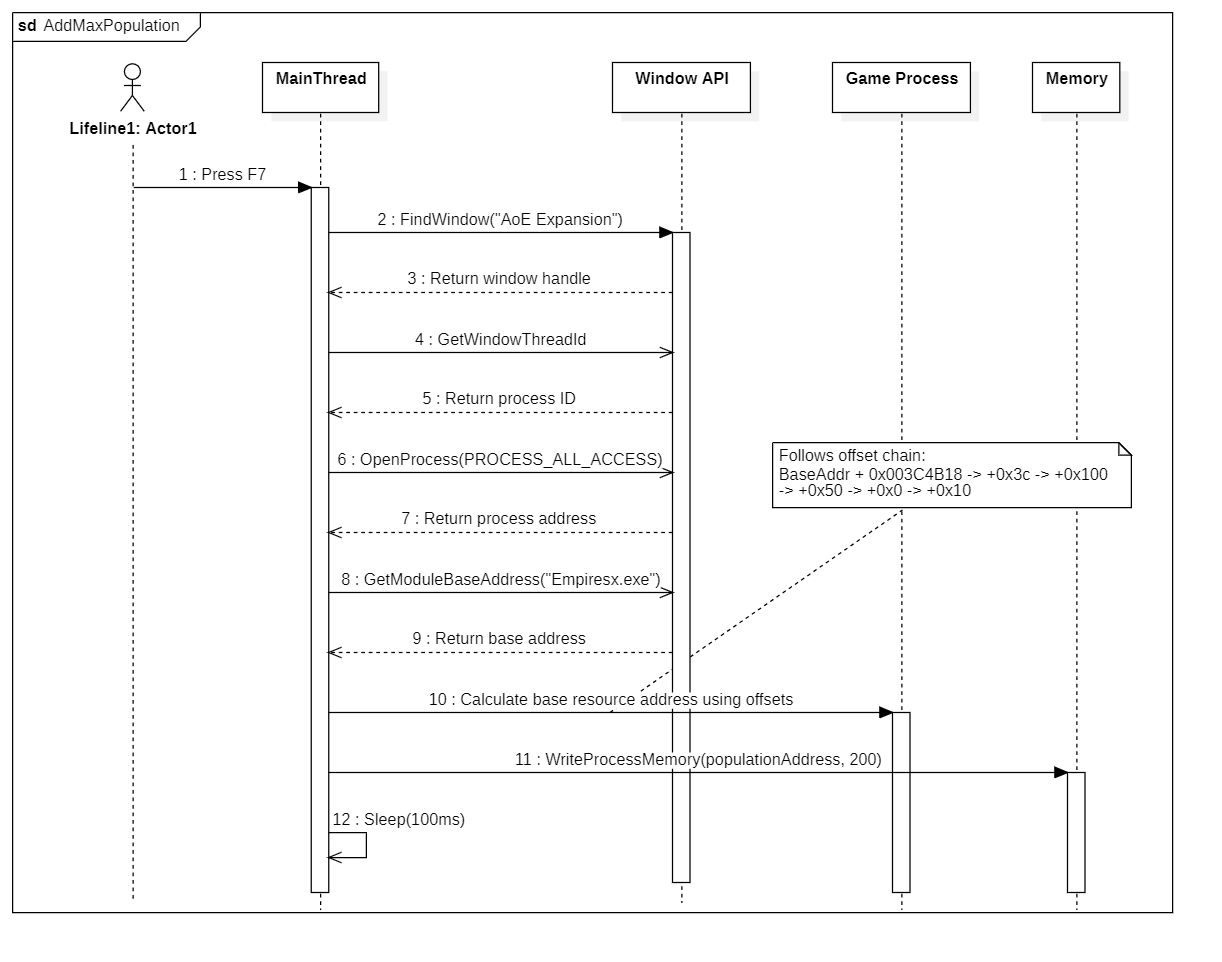 sd AddMaxPopulation
MainThread
Window API
Game Process
Memory
Lifeline1: Actor1
1 : Press F7
2 : FindWindow("AoE Expansion")
3 : Return window handle
4 : GetWindowThreadId
5 : Return process ID
6 : OpenProcess(PROCESS_ALL_ACCESS)
Follows offset chain:
BaseAddr + 0x003C4B18 -> +0x3c -> +0x100
-> +0x50 -> +0x0 -> +0x10
7 : Return process address
8 : GetModuleBaseAddress("Empiresx.exe")
9 : Return base address
10 : Calculate base resource address using offsets
11 : WriteProcessMemory(populationAddress, 200)
12 : Sleep(100ms)